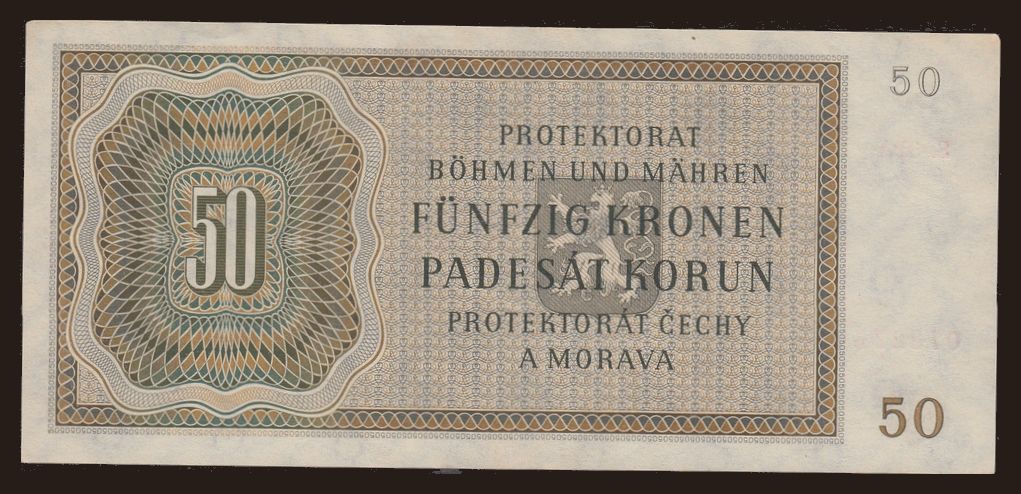 50
PROTEKTORAT
BÖHMEN UND MÄHREN
FÜNFZIG KRONEN
50
PADESÁT KORUN
PROTEKTORÁT ČECHY
A MORAVA
50